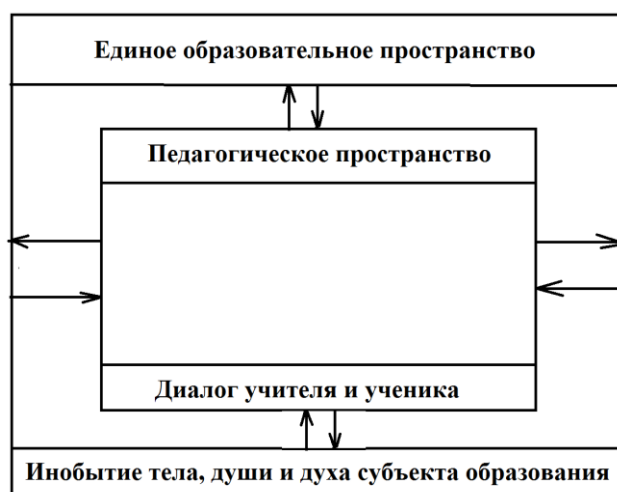 Единое образовательное пространство
Педагогическое пространство
Диалог учителя и ученика
Инобытие тела, души и духа субъекта образования